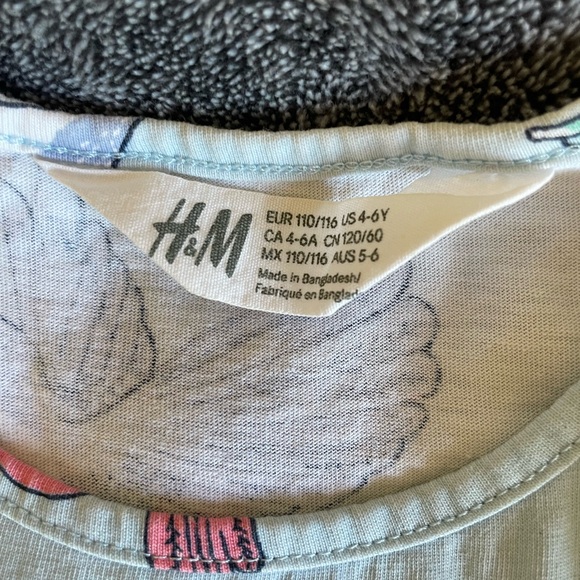 H&M
EUR 110/116 US 4-6Y
CA 4-6A CN 120/60
MX 110/116 AUS 5-6
Made in Bangladesh/
Fabriqué en